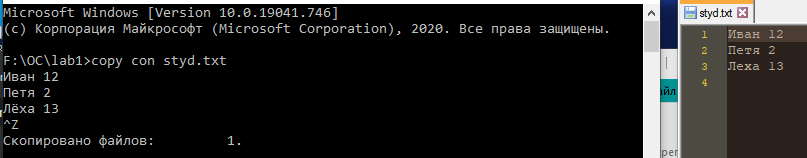 Microsoft Windows [Version 10.0.19041.746]
(c) Корпорация Майкрософт (Microsoft Corporation), 2020. Все права защищены.
F:\OC\lab1>copy con styd.txt
Иван 12
Петя 2
Лёха 13
^Z
Скопировано файлов: 1.
styd.txt
1 Иван 12
2 Петя 2
3 Леха 13
4